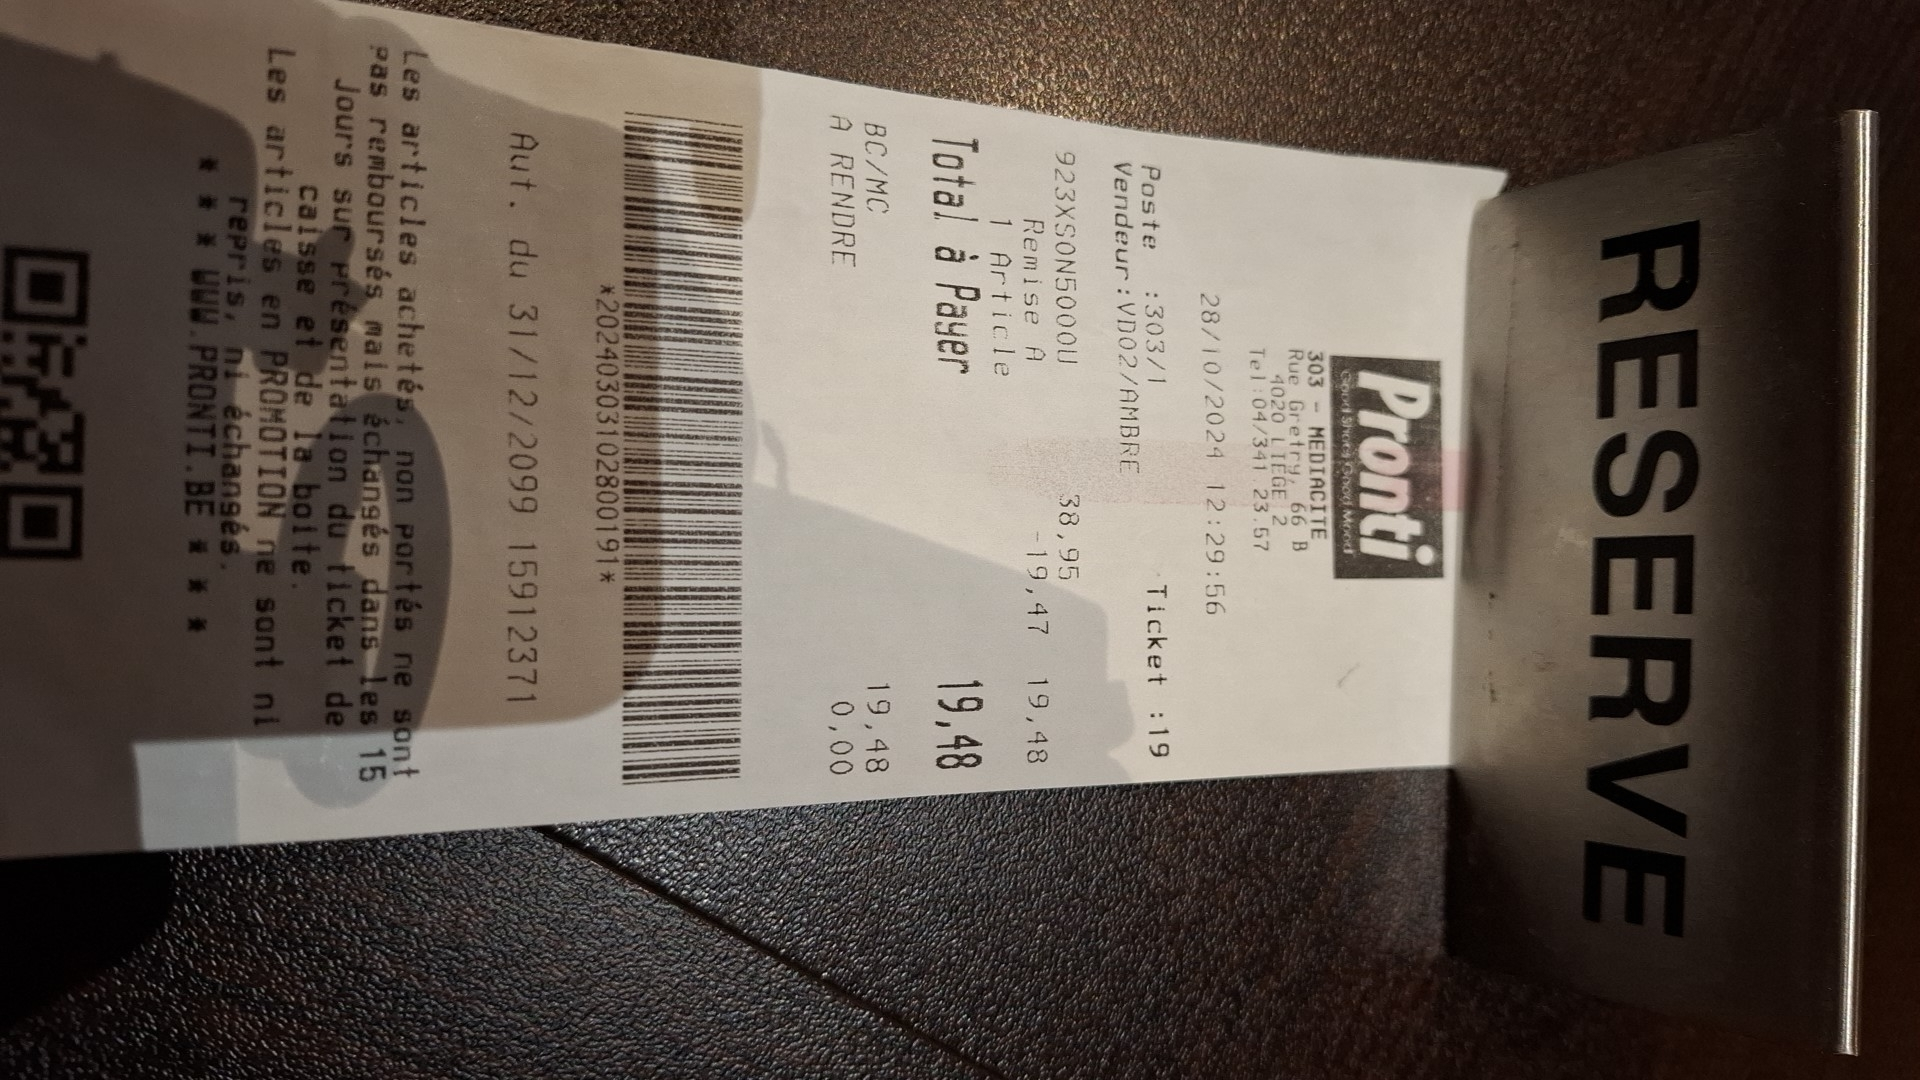 RESERVE
Pronti
Good Shoes Good Mood
303 - MEDIACITE
Rue Gretry, 66 B
4020 LIEGE 2
Tel:04/341.23.57
28/10/2024 12:29:56
Poste :303/1 Ticket :19
Vendeur:VD02/AMBRE
923XSON5000U 38,95
Remise A -19,47 19,48
1 Article
Total à Payer 19,48
BC/MC 19,48
A RENDRE 0,00
*20240303102800191*
Aut. du 31/12/2099 159123371
Les articles achetés, non portés ne sont
pas remboursés mais échangés dans les 15
Jours sur présentation du ticket de
caisse et de la boite.
Les articles en PROMOTION ne sont ni
repris, ni échangés.
* * * WWW.PRONTI.BE * * *